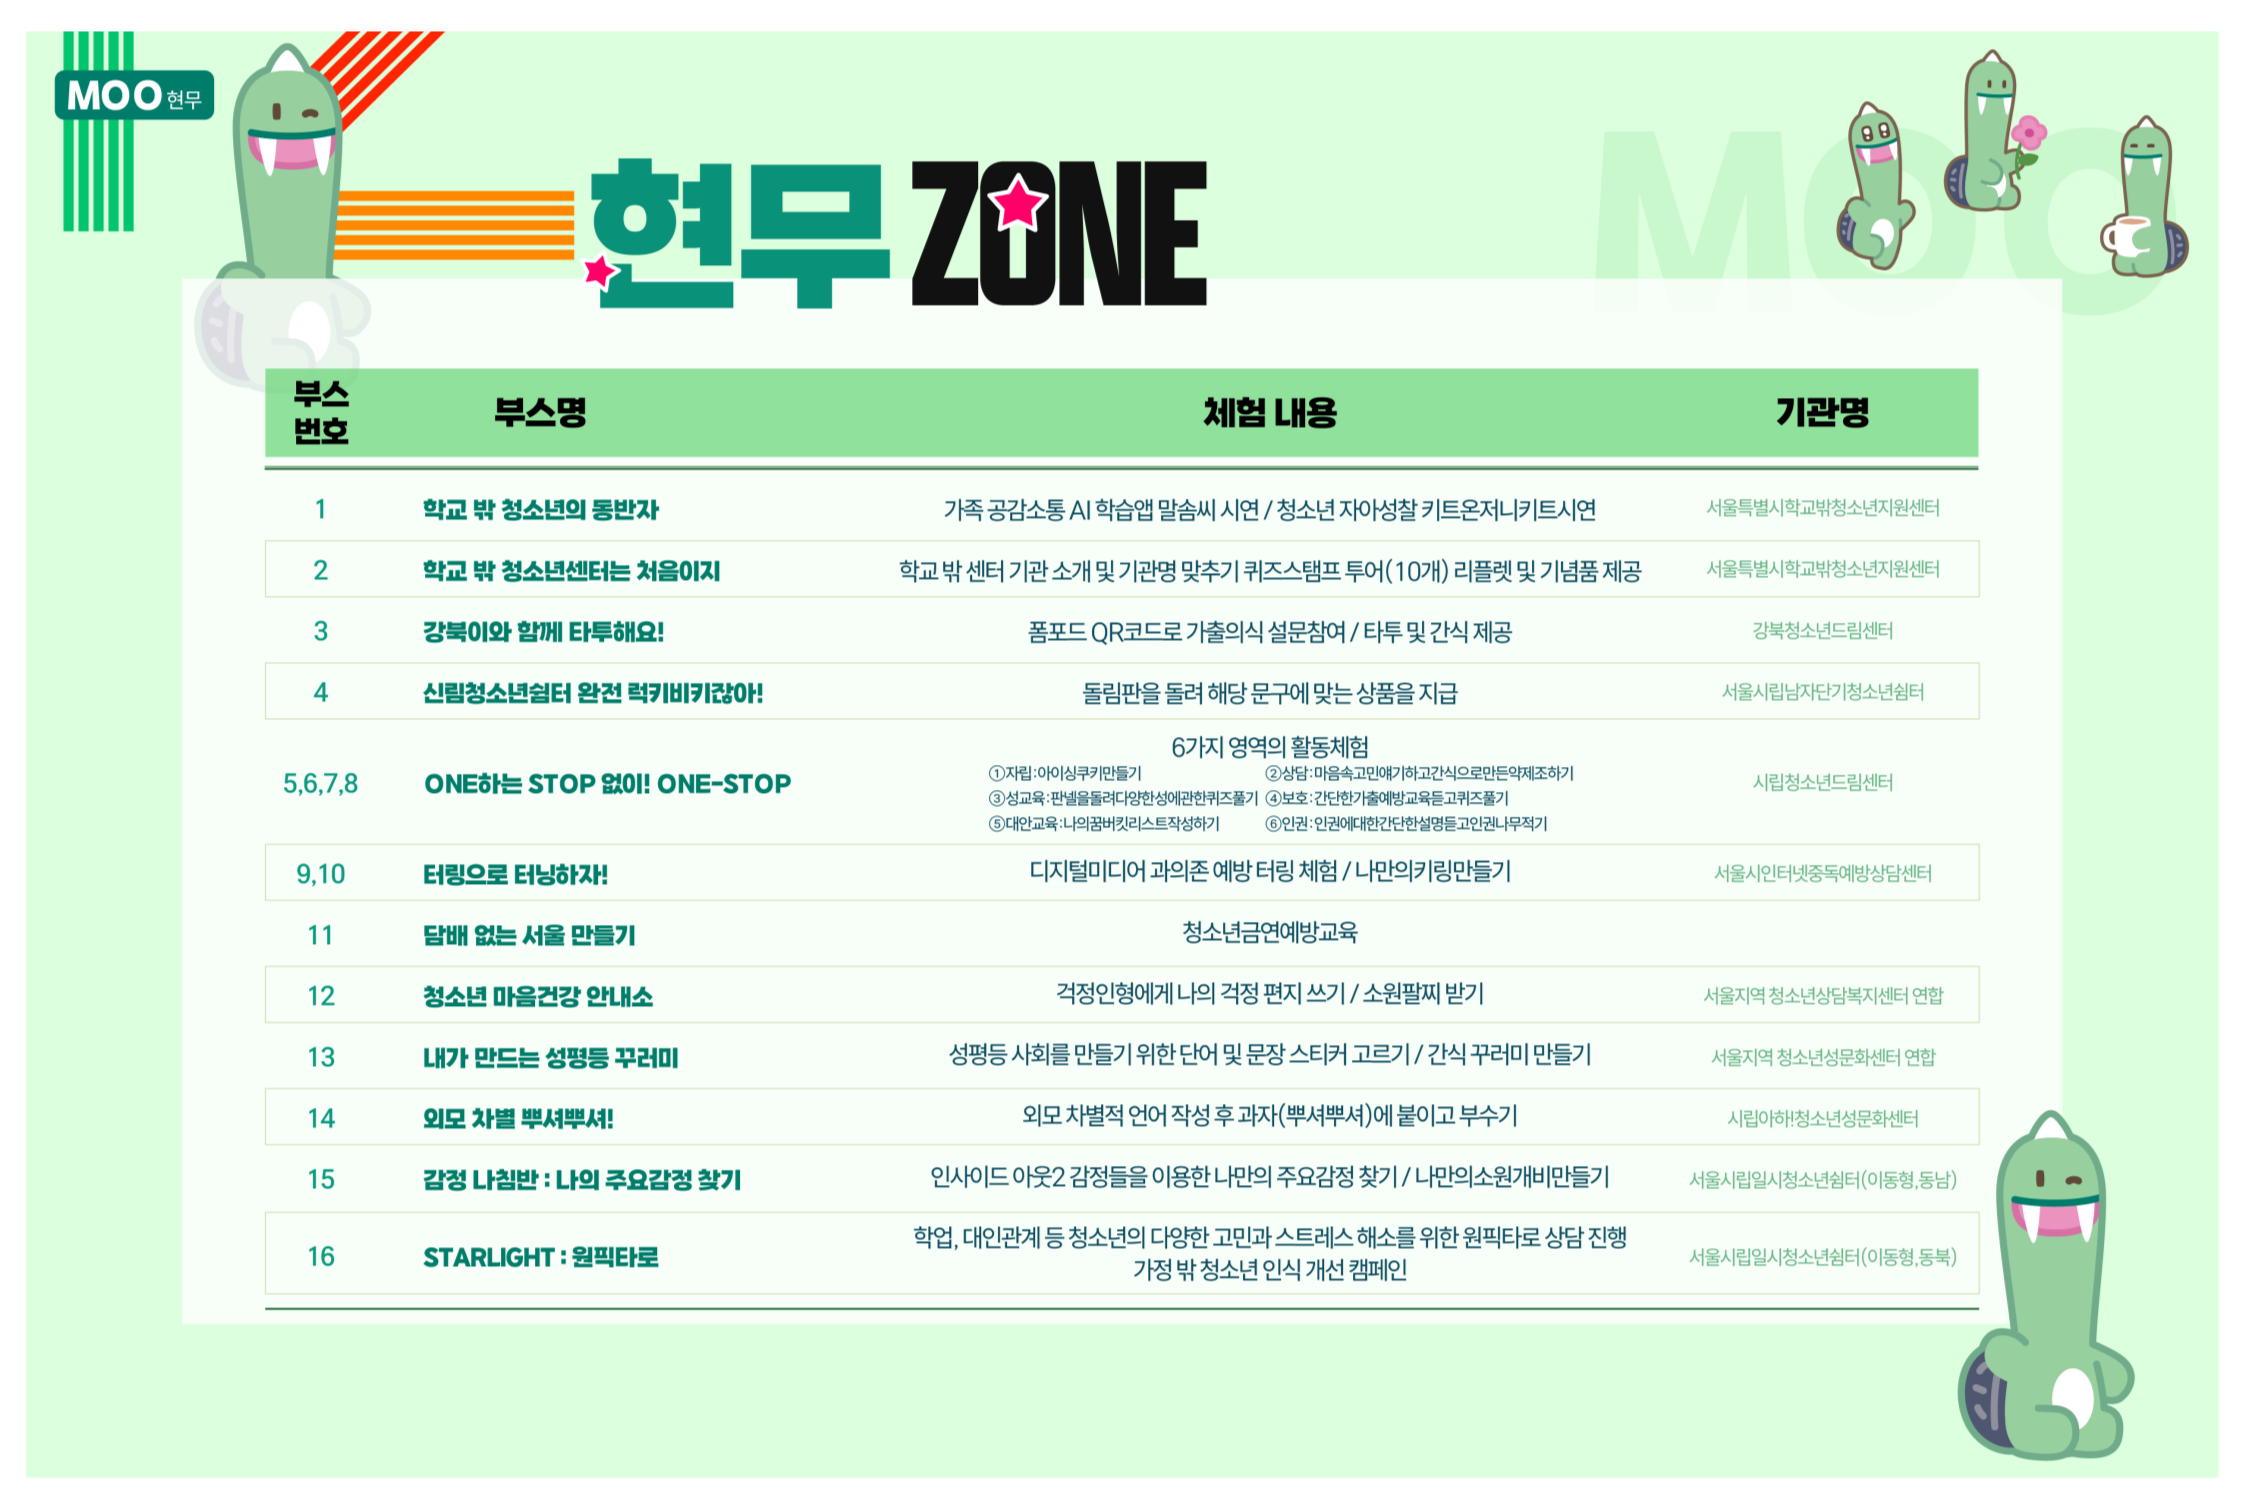 MOO 현무
MOO
현무 ZONE
부스 번호 부스명 체험 내용 기관명
1 학교 밖 청소년의 동반자 가족 공감소통 AI 학습앱 말솜씨 시연 / 청소년 자아성찰 키트온저니키트시연 서울특별시학교밖청소년지원센터
2 학교 밖 청소년센터는 처음이지 학교 밖 센터 기관 소개 및 기관명 맞추기 퀴즈스탬프 투어(10개) 리플렛 및 기념품 제공 서울특별시학교밖청소년지원센터
3 강북이와 함께 타투해요! 폼포드 QR코드로 가출의식 설문참여 / 타투 및 간식 제공 강북청소년드림센터
4 신림청소년쉼터 완전 럭키비키잖아! 돌림판을 돌려 해당 문구에 맞는 상품을 지급 서울시립남자단기청소년쉼터
5,6,7,8 ONE하는 STOP 없이! ONE-STOP 6가지 영역의 활동체험 시립청소년드림센터
①자립:아이싱쿠키만들기 ②상담:마음속고민얘기하고간식으로만든약제조하기
③성교육:판넬을돌려다양한성에관한퀴즈풀기 ④보호:간단한가출예방교육듣고퀴즈풀기
⑤대안교육:나의꿈버킷리스트작성하기 ⑥인권:인권에대한간단한설명듣고인권나무적기
9,10 터링으로 터닝하자! 디지털미디어 과의존 예방 터링 체험 / 나만의키링만들기 서울시인터넷중독예방상담센터
11 담배 없는 서울 만들기 청소년금연예방교육
12 청소년 마음건강 안내소 걱정인형에게 나의 걱정 편지 쓰기 / 소원팔찌 받기 서울지역 청소년상담복지센터 연합
13 내가 만드는 성평등 꾸러미 성평등 사회를 만들기 위한 단어 및 문장 스티커 고르기 / 간식 꾸러미 만들기 서울지역 청소년성문화센터 연합
14 외모 차별 뿌셔뿌셔! 외모 차별적 언어 작성 후 과자(뿌셔뿌셔)에 붙이고 부수기 시립아하!청소년성문화센터
15 감정 나침반 : 나의 주요감정 찾기 인사이드 아웃2 감정들을 이용한 나만의 주요감정 찾기 / 나만의소원개비만들기 서울시립일시청소년쉼터(이동형,동남)
16 STARLIGHT : 원픽타로 학업, 대인관계 등 청소년의 다양한 고민과 스트레스 해소를 위한 원픽타로 상담 진행 서울시립일시청소년쉼터(이동형,동북)
가정 밖 청소년 인식 개선 캠페인